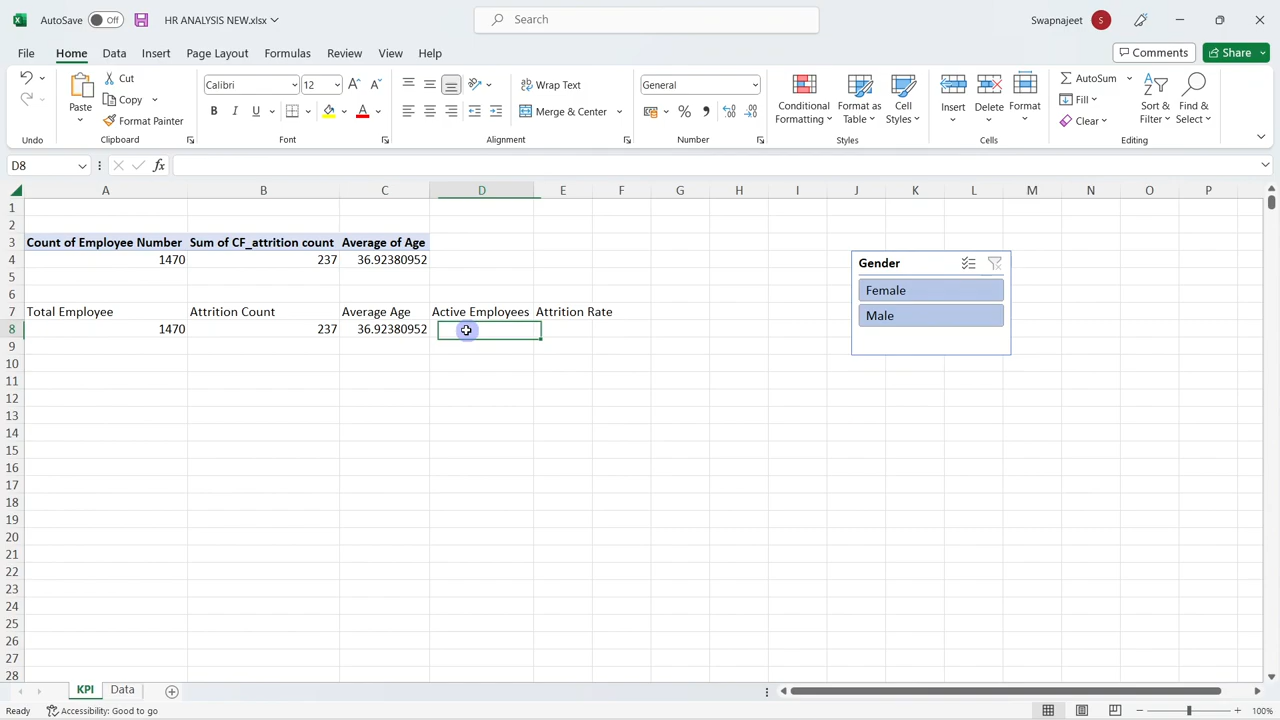 AutoSave Off HR ANALYSIS NEW.xlsx Search Swapnajeet S
File Home Data Insert Page Layout Formulas Review View Help Comments Share
Paste Cut Copy Format Painter Calibri 12 Wrap Text Merge & Center General Conditional Formatting Format as Table Cell Styles Insert Delete Format AutoSum Fill Clear Sort & Filter Find & Select
Undo Clipboard Font Alignment Number Styles Cells Editing
D8 fx
A B C D E F G H I J K L M N O P
1
2
3 Count of Employee Number Sum of CF_attrition count Average of Age
4 1470 237 36.92380952 Gender
5 Female
6
7 Total Employee Attrition Count Average Age Active Employees Attrition Rate Male
8 1470 237 36.92380952
9
10
11
12
13
14
15
16
17
18
19
20
21
22
23
24
25
26
27
28
KPI Data
Ready Accessibility: Good to go 100%